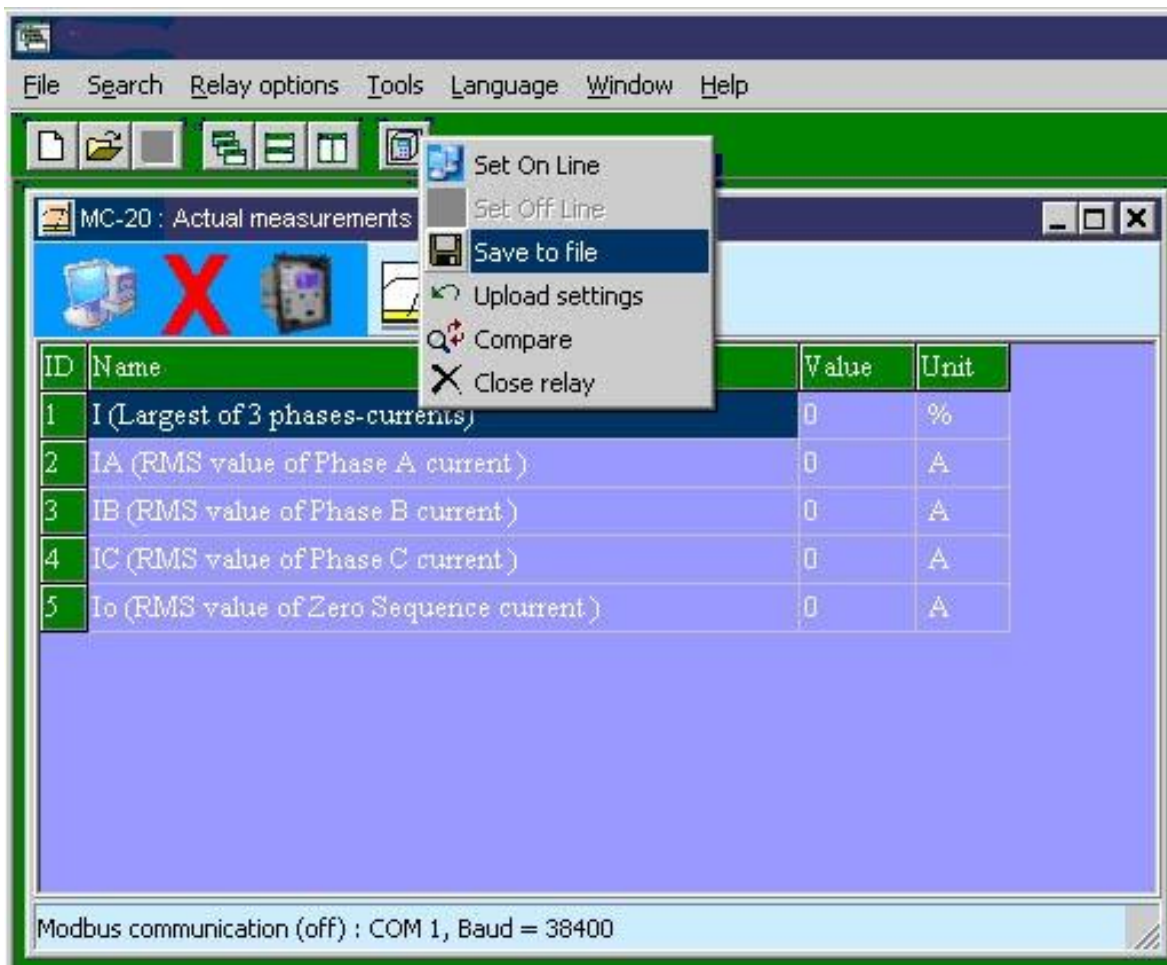 File Search Relay options Tools Language Window Help
Set On Line
Set Off Line
Save to file
Upload settings
Compare
Close relay
MC-20 : Actual measurements
ID Name Value Unit
1 I (Largest of 3 phases-currents) 0 %
2 IA (RMS value of Phase A current ) 0 A
3 IB (RMS value of Phase B current ) 0 A
4 IC (RMS value of Phase C current ) 0 A
5 Io (RMS value of Zero Sequence current ) 0 A
Modbus communication (off) : COM 1, Baud = 38400